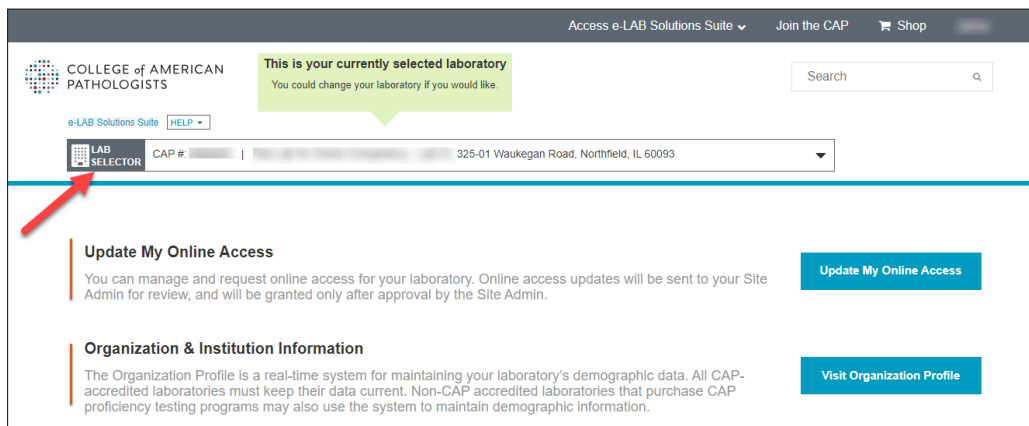 Access e-LAB Solutions Suite Join the CAP Shop
COLLEGE of AMERICAN
PATHOLOGISTS
This is your currently selected laboratory
You could change your laboratory if you would like.
Search
e-LAB Solutions Suite HELP
LAB
SELECTOR
CAP #: | 325-01 Waukegan Road, Northfield, IL 60093
Update My Online Access
You can manage and request online access for your laboratory. Online access updates will be sent to your Site
Admin for review, and will be granted only after approval by the Site Admin.
Update My Online Access
Organization & Institution Information
The Organization Profile is a real-time system for maintaining your laboratory's demographic data. All CAP-
accredited laboratories must keep their data current. Non-CAP accredited laboratories that purchase CAP
proficiency testing programs may also use the system to maintain demographic information.
Visit Organization Profile